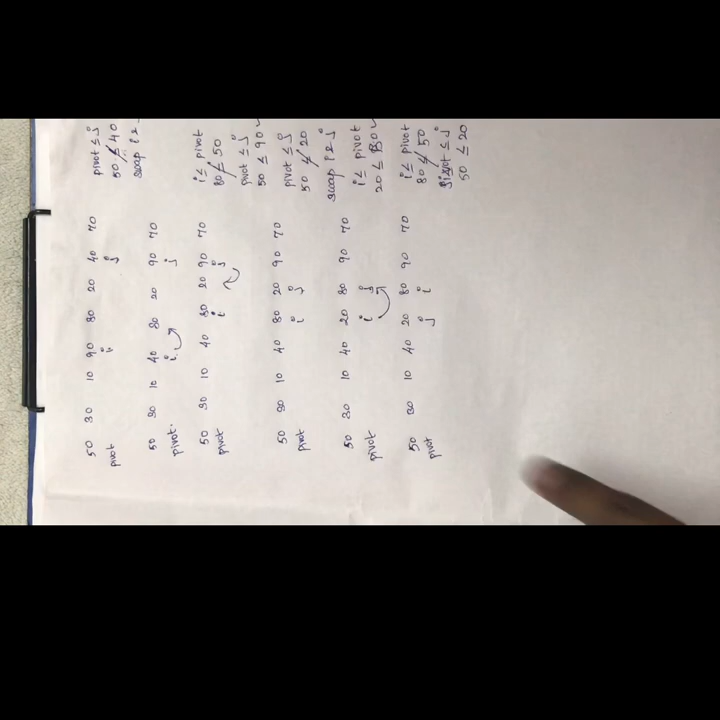 50 30 10 90 80 20 40 70
pivot i j
pivot ≤ j
50 ≰ 40
swap i & j
50 30 10 40 80 20 90 70
pivot. i. j
i ≤ pivot
80 ≰ 50
pivot ≤ j
50 ≤ 90
50 30 10 40 80 20 90 70
pivot i j
50 30 10 40 80 20 90 70
pivot i j
pivot ≤ j
50 ≰ 20
swap i & j
50 30 10 40 20 80 90 70
pivot i j
i ≤ pivot
20 ≤ 80
50 30 10 40 20 80 90 70
pivot j i
i ≤ pivot
80 ≰ 50
pivot ≤ j
50 ≤ 20